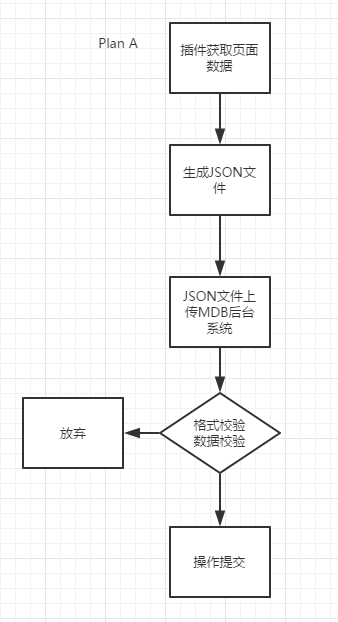 Plan A
插件获取页面
数据
生成JSON文
件
JSON文件上
传MDB后台
系统
格式校验
数据校验
放弃
操作提交